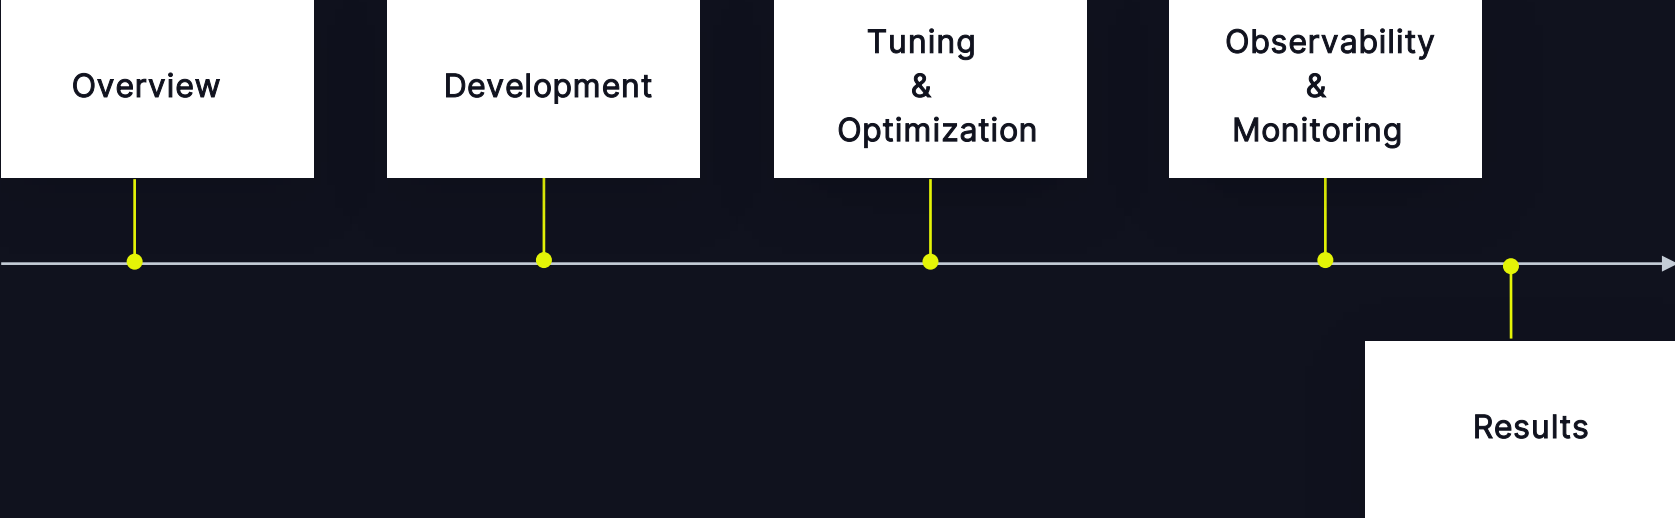 Overview
Development
Tuning
&
Optimization
Observability
&
Monitoring
Results